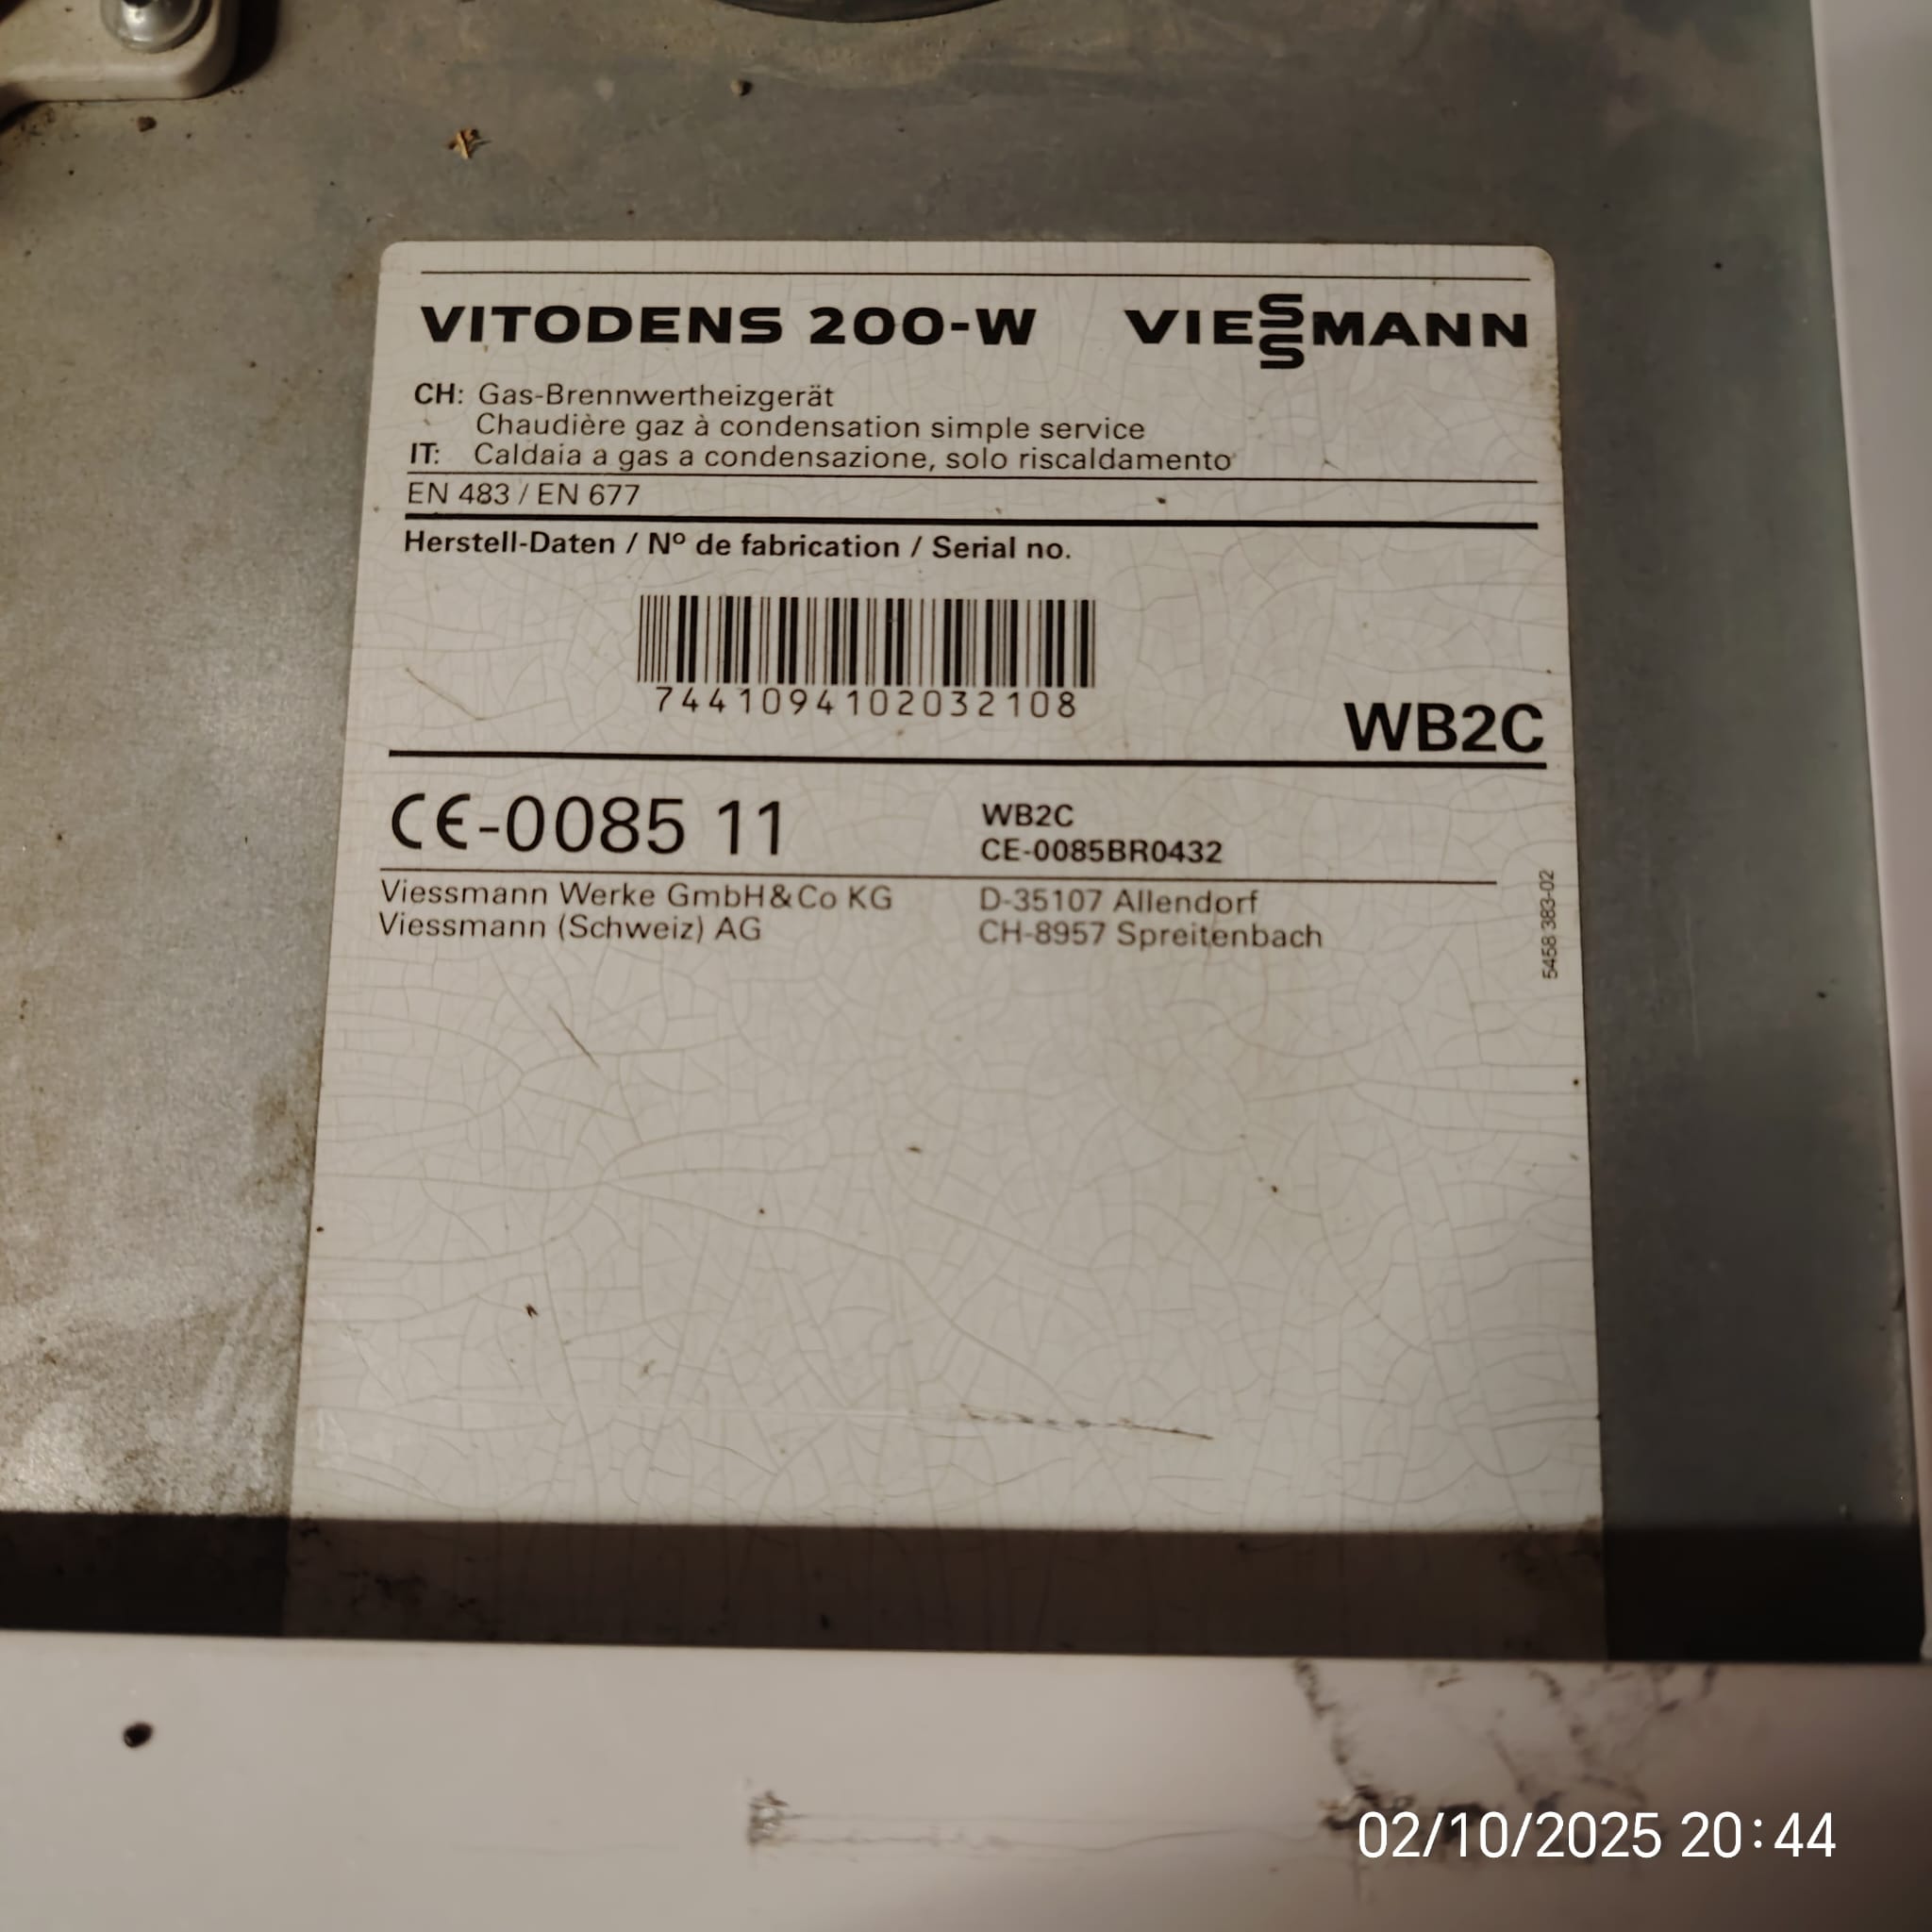 VITODENS 200-W VIESSMANN
CH: Gas-Brennwertheizgerät
Chaudière gaz à condensation simple service
IT: Caldaia a gas a condensazione, solo riscaldamento
EN 483 / EN 677
Herstell-Daten / Nº de fabrication / Serial no.
7441094102032108
WB2C
CE-0085 11
WB2C
CE-0085BR0432
Viessmann Werke GmbH&Co KG D-35107 Allendorf
Viessmann (Schweiz) AG CH-8957 Spreitenbach
5458 383-02
02/10/2025 20:44